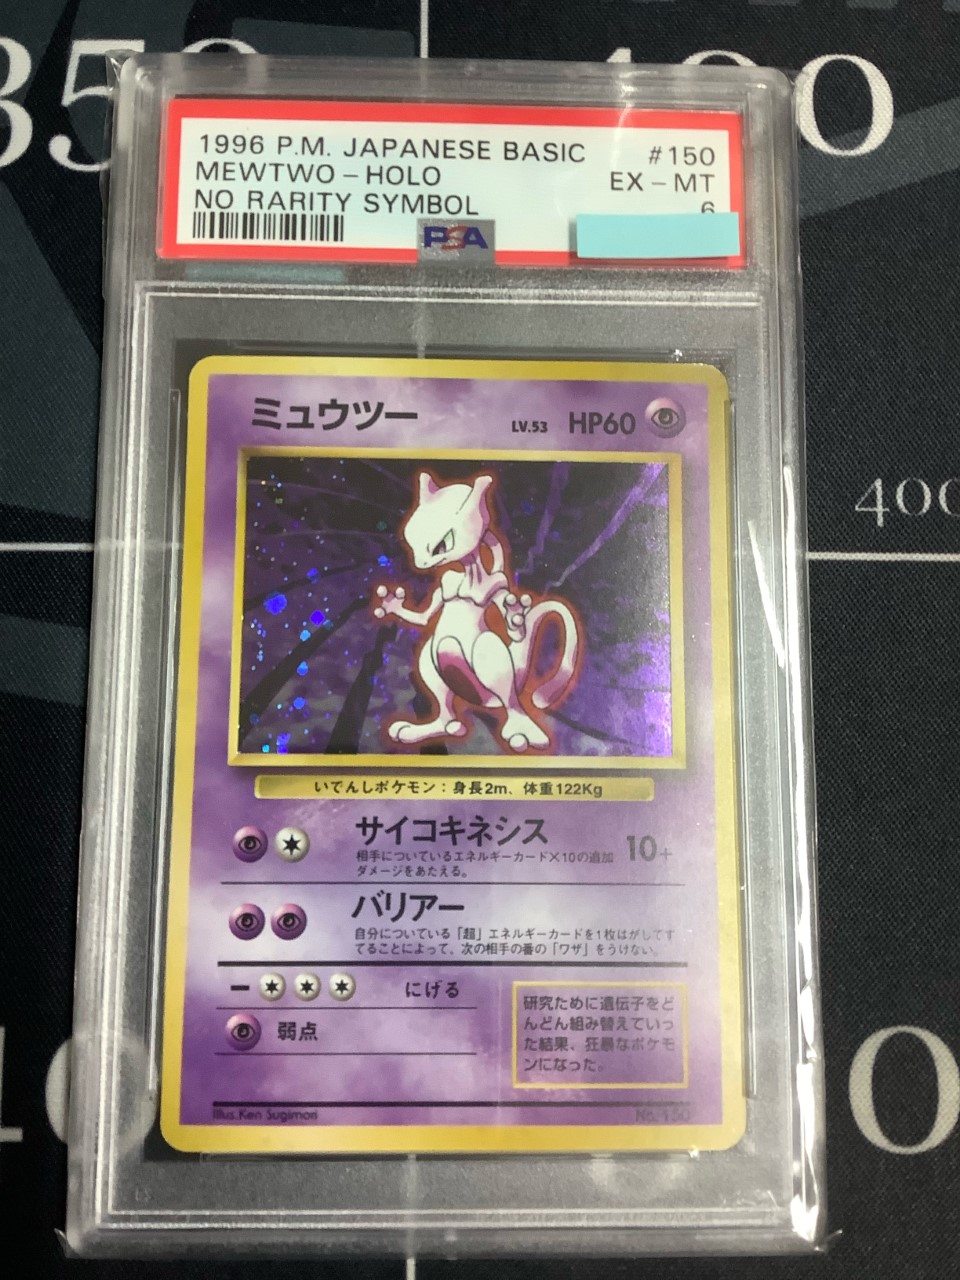 350
400
1996 P.M. JAPANESE BASIC #150
MEWTWO-HOLO EX-MT
NO RARITY SYMBOL 6
PSA
ミュウツー LV.53 HP60
400
いでんしポケモン：身長2m、体重122Kg
サイコキネシス 10+
相手についているエネルギーカード×10の追加
ダメージをあたえる。
バリアー
自分についている「超」エネルギーカードを1枚はがしてす
てることによって、次の相手の番の「ワザ」をうけない。
にげる
弱点
研究ために遺伝子をど
んどん組み替えていっ
た結果、狂暴なポケモ
ンになった。
Illus. Ken Sugimori No. 150